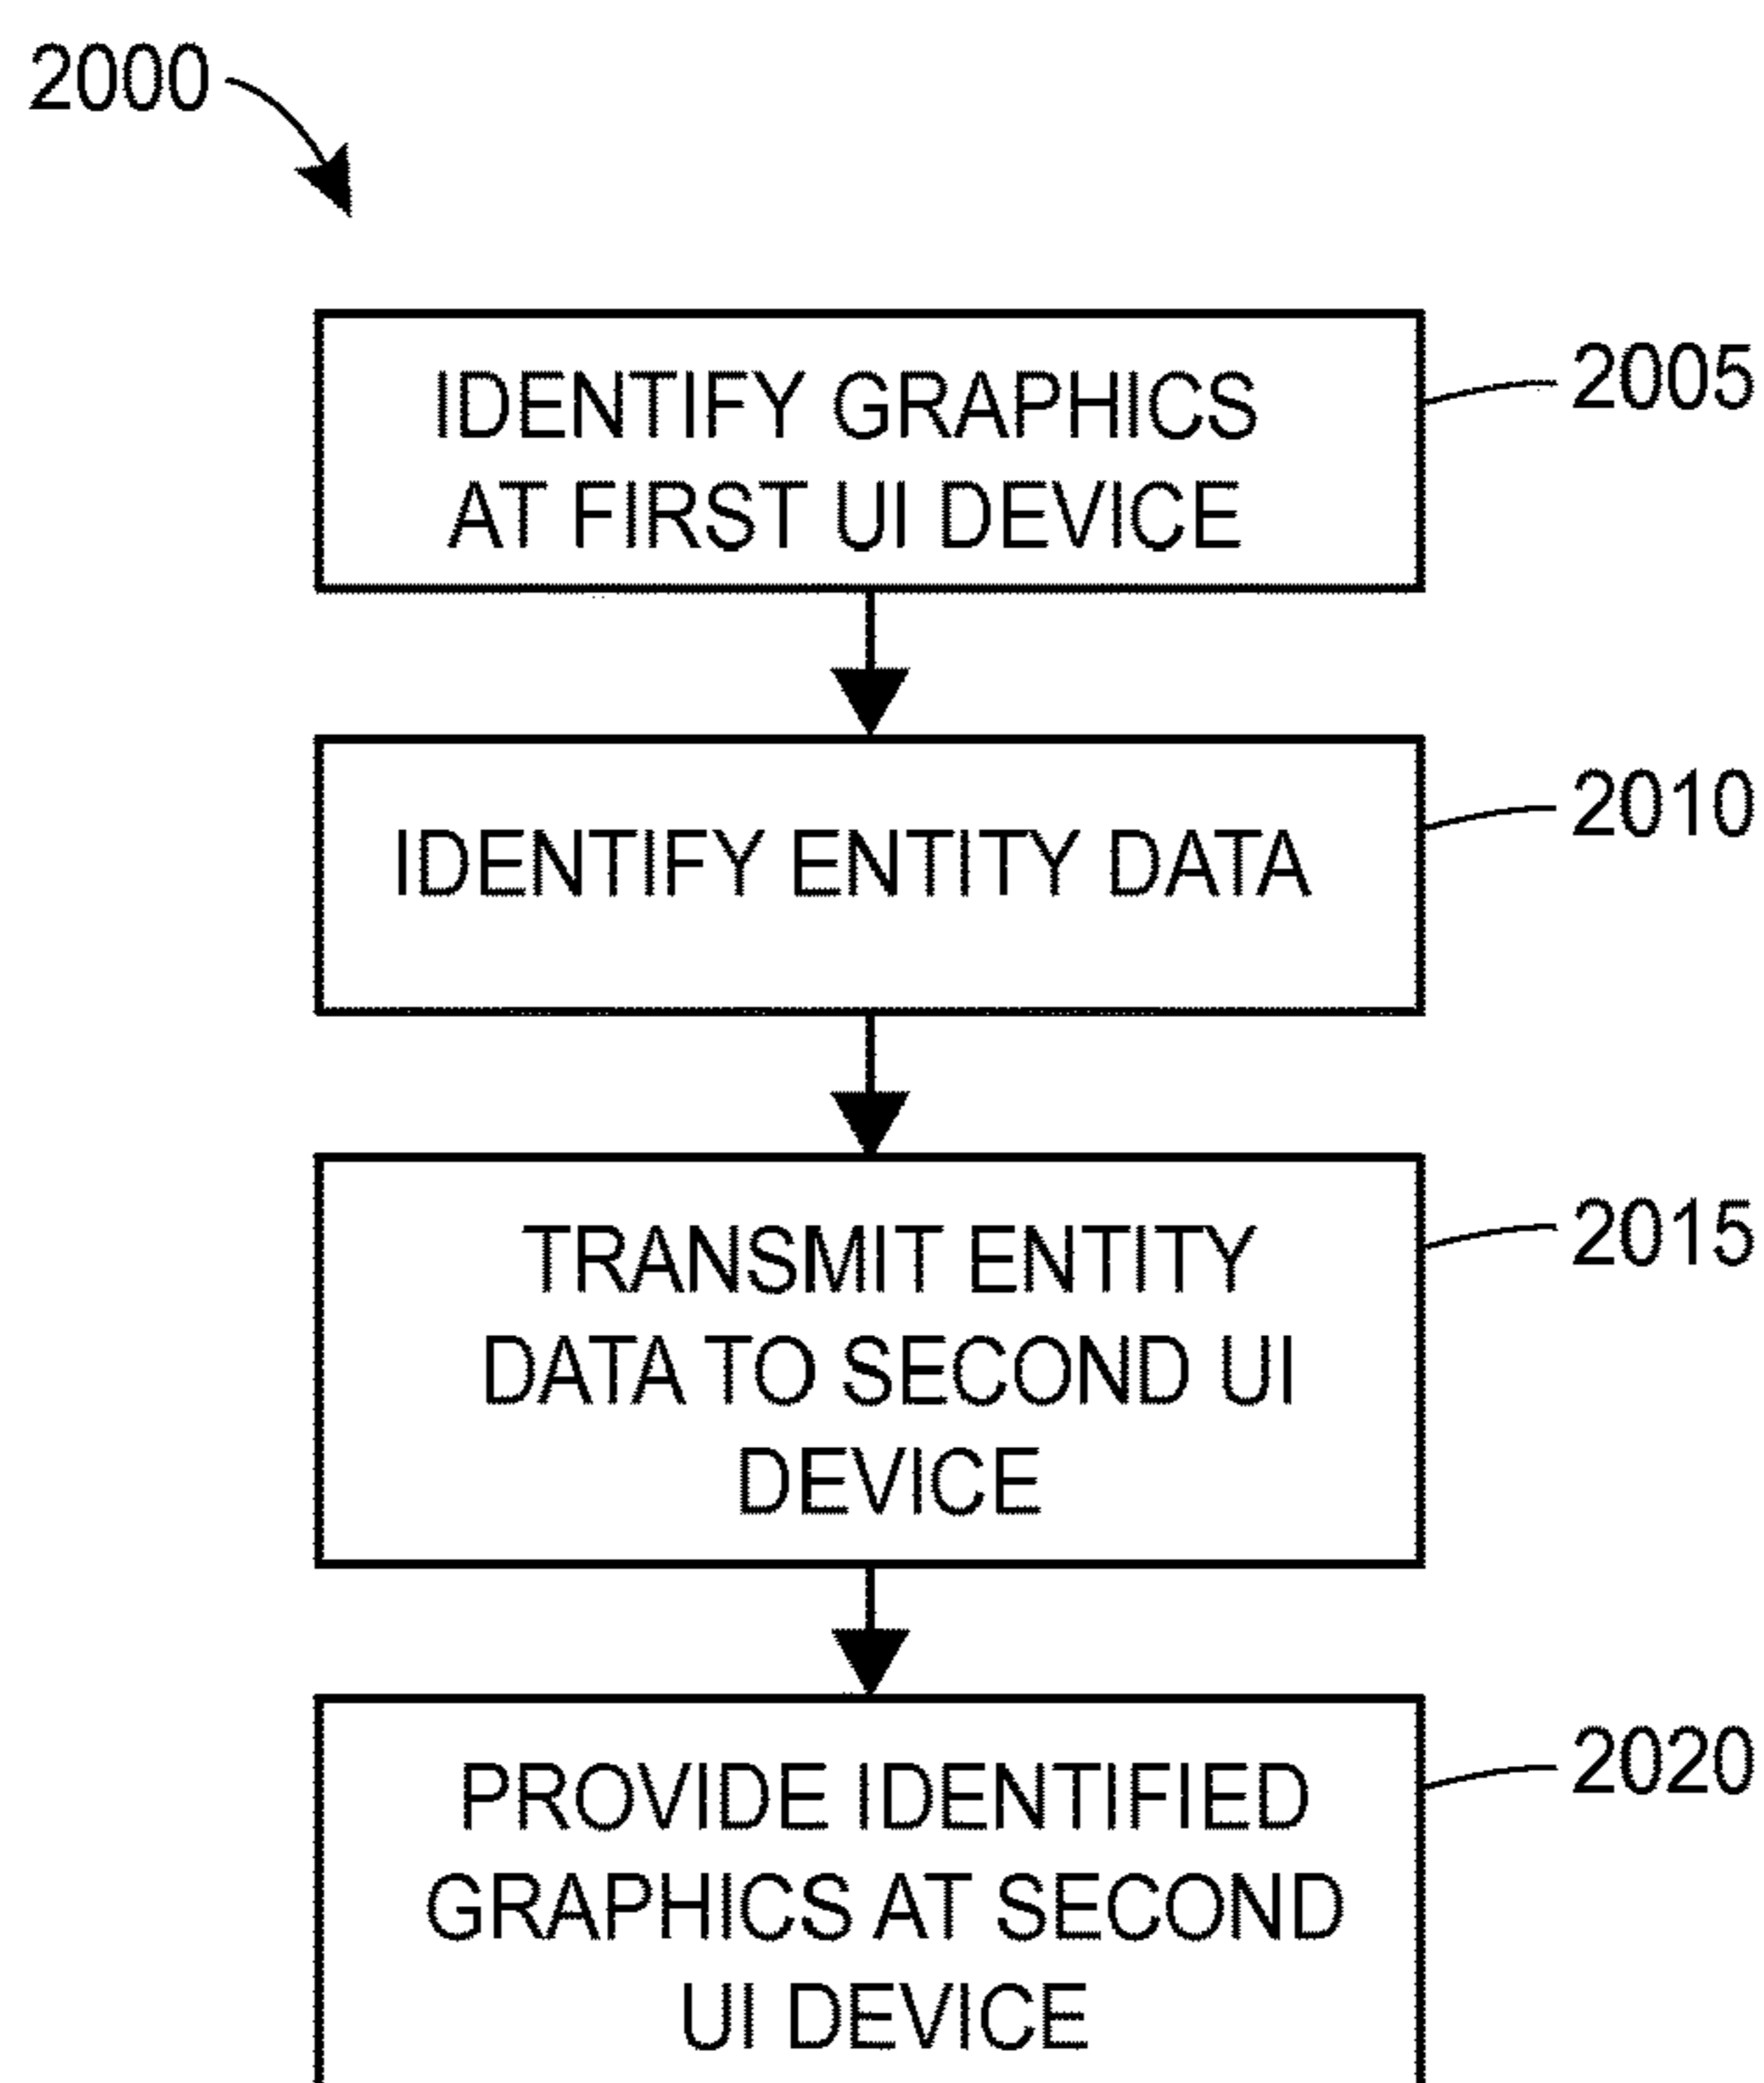 2000
IDENTIFY GRAPHICS
AT FIRST UI DEVICE
2005
IDENTIFY ENTITY DATA
2010
TRANSMIT ENTITY
DATA TO SECOND UI
DEVICE
2015
PROVIDE IDENTIFIED
GRAPHICS AT SECOND
UI DEVICE
2020